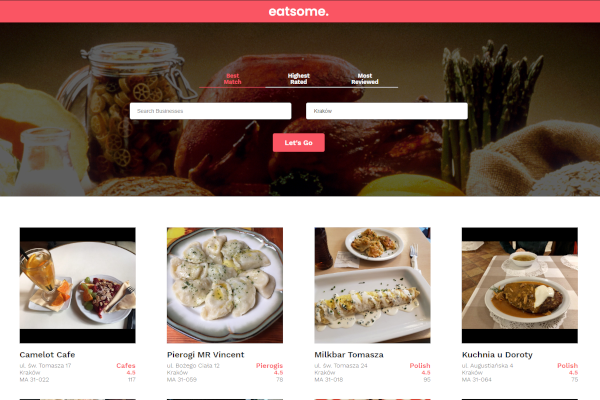 eatsome.
Best Match
Highest Rated
Most Reviewed
Search Businesses
Kraków
Let's Go
Camelot Cafe
ul. św. Tomasza 17
Kraków
MA 31-022
Cafes
4.5
117
Pierogi MR Vincent
ul. Bożego Ciała 12
Kraków
MA 31-059
Pierogis
4.5
78
Milkbar Tomasza
ul. św. Tomasza 24
Kraków
MA 31-018
Polish
4.5
95
Kuchnia u Doroty
ul. Augustiańska 4
Kraków
MA 31-064
Polish
4.5
75